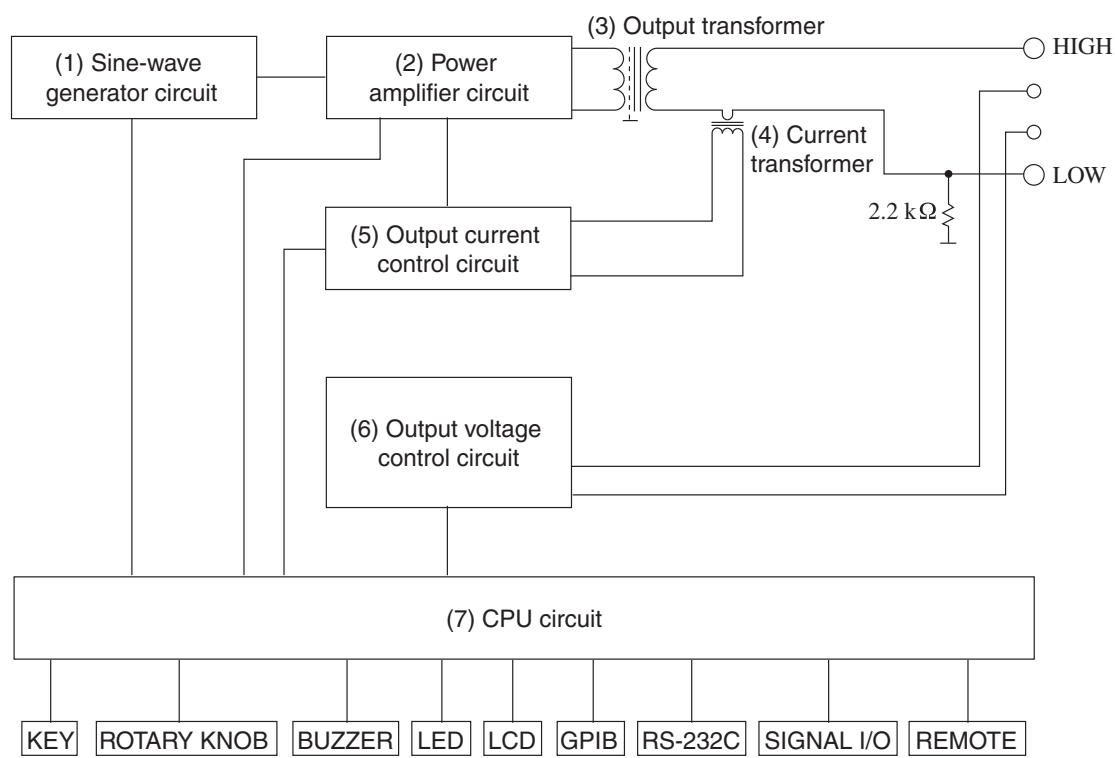 (3) Output transformer
(1) Sine-wave
generator circuit
(2) Power
amplifier circuit
HIGH
(4) Current
transformer
LOW
2.2 kΩ
(5) Output current
control circuit
(6) Output voltage
control circuit
(7) CPU circuit
KEY
ROTARY KNOB
BUZZER
LED
LCD
GPIB
RS-232C
SIGNAL I/O
REMOTE